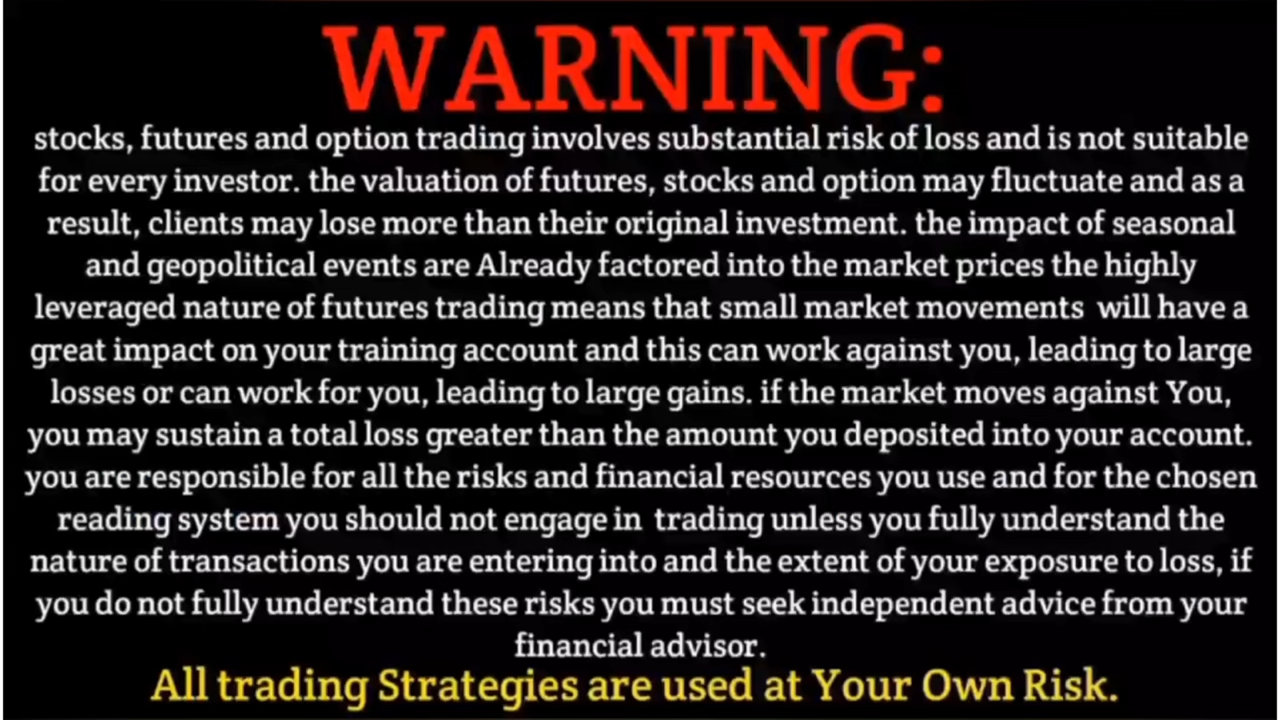 WARNING:
stocks, futures and option trading involves substantial risk of loss and is not suitable
for every investor. the valuation of futures, stocks and option may fluctuate and as a
result, clients may lose more than their original investment. the impact of seasonal
and geopolitical events are Already factored into the market prices the highly
leveraged nature of futures trading means that small market movements will have a
great impact on your training account and this can work against you, leading to large
losses or can work for you, leading to large gains. if the market moves against You,
you may sustain a total loss greater than the amount you deposited into your account.
you are responsible for all the risks and financial resources you use and for the chosen
reading system you should not engage in trading unless you fully understand the
nature of transactions you are entering into and the extent of your exposure to loss, if
you do not fully understand these risks you must seek independent advice from your
financial advisor.
All trading Strategies are used at Your Own Risk.